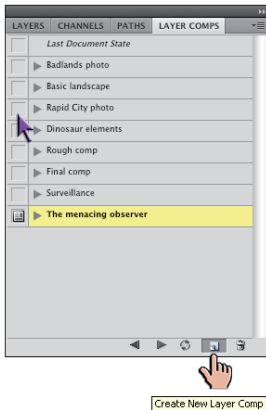 LAYERS CHANNELS PATHS LAYER COMPS
Last Document State
Badlands photo
Basic landscape
Rapid City photo
Dinosaur elements
Rough comp
Final comp
Surveillance
The menacing observer
Create New Layer Comp